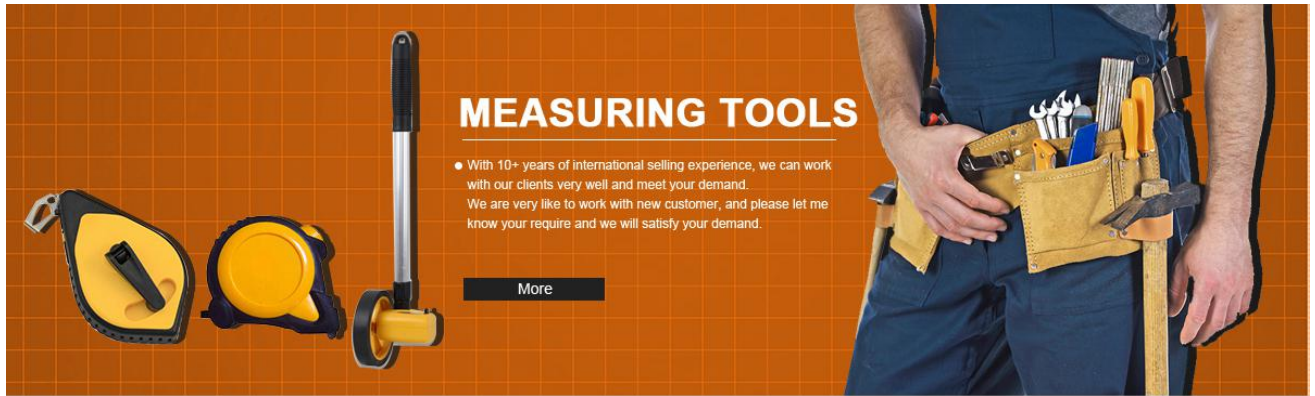 MEASURING TOOLS
With 10+ years of international selling experience, we can work
with our clients very well and meet your demand.
We are very like to work with new customer, and please let me
know your require and we will satisfy your demand.
More